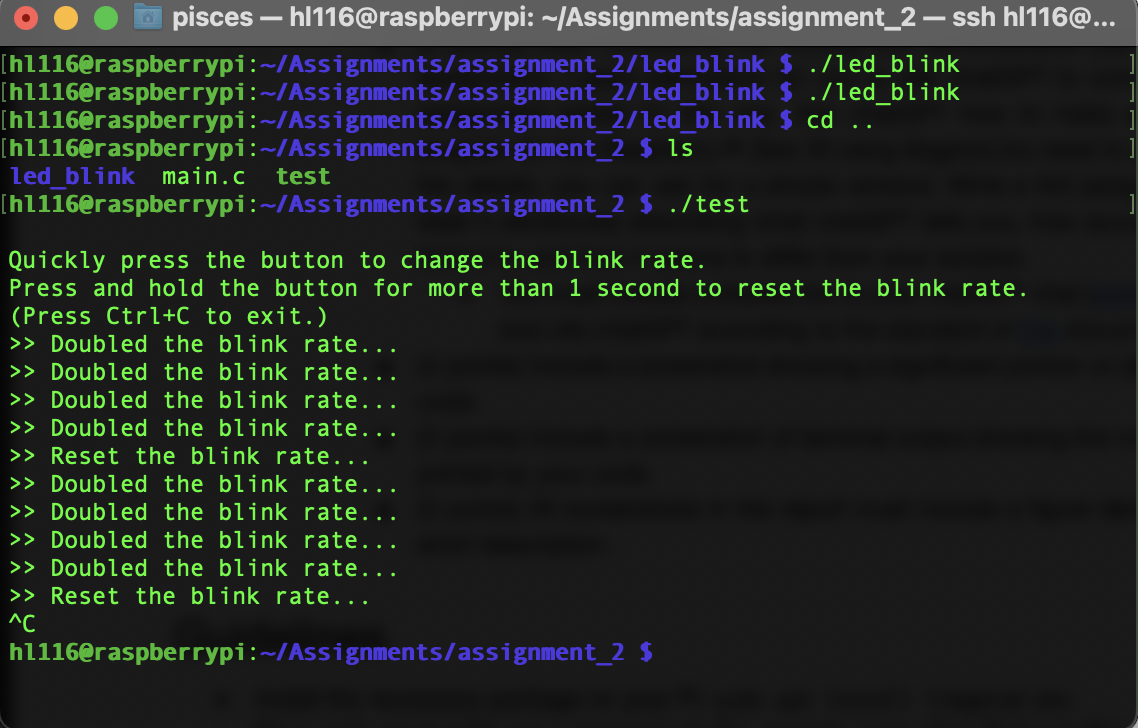 pisces — hl116@raspberrypi: ~/Assignments/assignment_2 — ssh hl116@...
[hl116@raspberrypi:~/Assignments/assignment_2/led_blink $ ./led_blink ]
[hl116@raspberrypi:~/Assignments/assignment_2/led_blink $ ./led_blink ]
[hl116@raspberrypi:~/Assignments/assignment_2/led_blink $ cd .. ]
[hl116@raspberrypi:~/Assignments/assignment_2 $ ls ]
led_blink  main.c  test
[hl116@raspberrypi:~/Assignments/assignment_2 $ ./test ]
Quickly press the button to change the blink rate.
Press and hold the button for more than 1 second to reset the blink rate.
(Press Ctrl+C to exit.)
>> Doubled the blink rate...
>> Doubled the blink rate...
>> Doubled the blink rate...
>> Doubled the blink rate...
>> Reset the blink rate...
>> Doubled the blink rate...
>> Doubled the blink rate...
>> Doubled the blink rate...
>> Doubled the blink rate...
>> Reset the blink rate...
^C
hl116@raspberrypi:~/Assignments/assignment_2 $